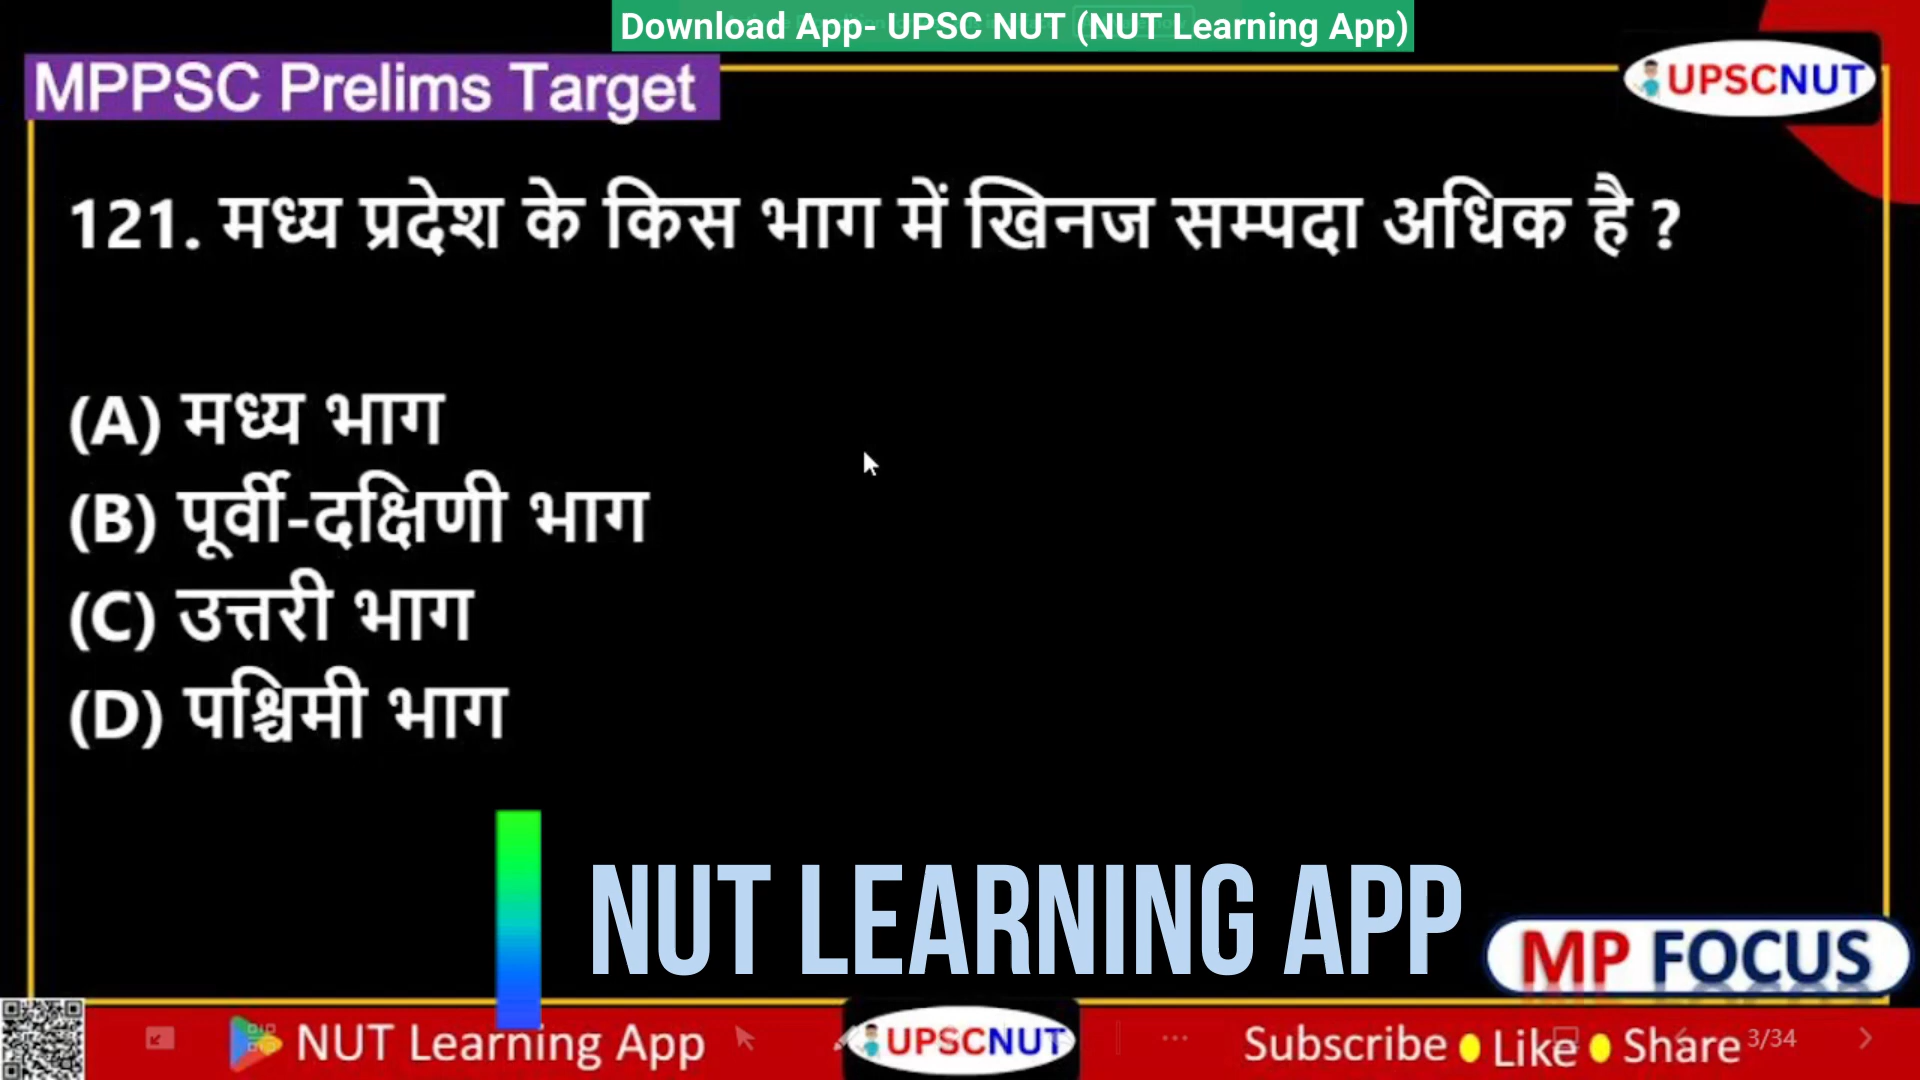 Download App- UPSC NUT (NUT Learning App)
MPPSC Prelims Target
UPSCNUT
121. मध्य प्रदेश के किस भाग में खिनज सम्पदा अधिक है ?
(A) मध्य भाग
(B) पूर्वी-दक्षिणी भाग
(C) उत्तरी भाग
(D) पश्चिमी भाग
NUT LEARNING APP
MP FOCUS
NUT Learning App
UPSCNUT
Subscribe Like Share
3/34